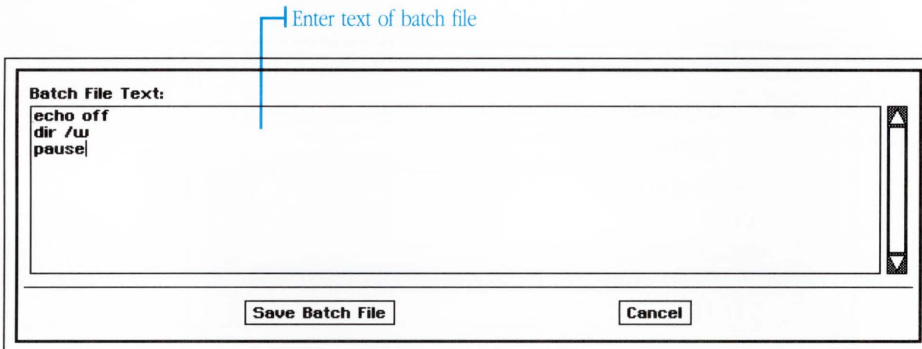 Enter text of batch file
Batch File Text:
echo off
dir /w
pause
Save Batch File
Cancel